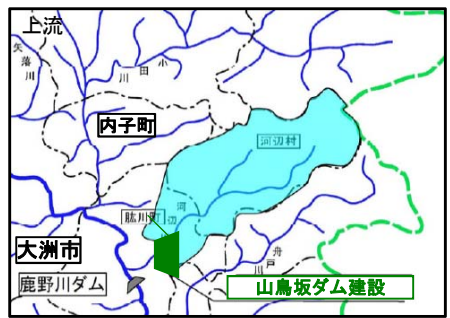 上流
矢落川
小田川
内子町
河辺村
肱川町
河辺川
大洲市
鹿野川ダム
舟戸川
山鳥坂ダム建設